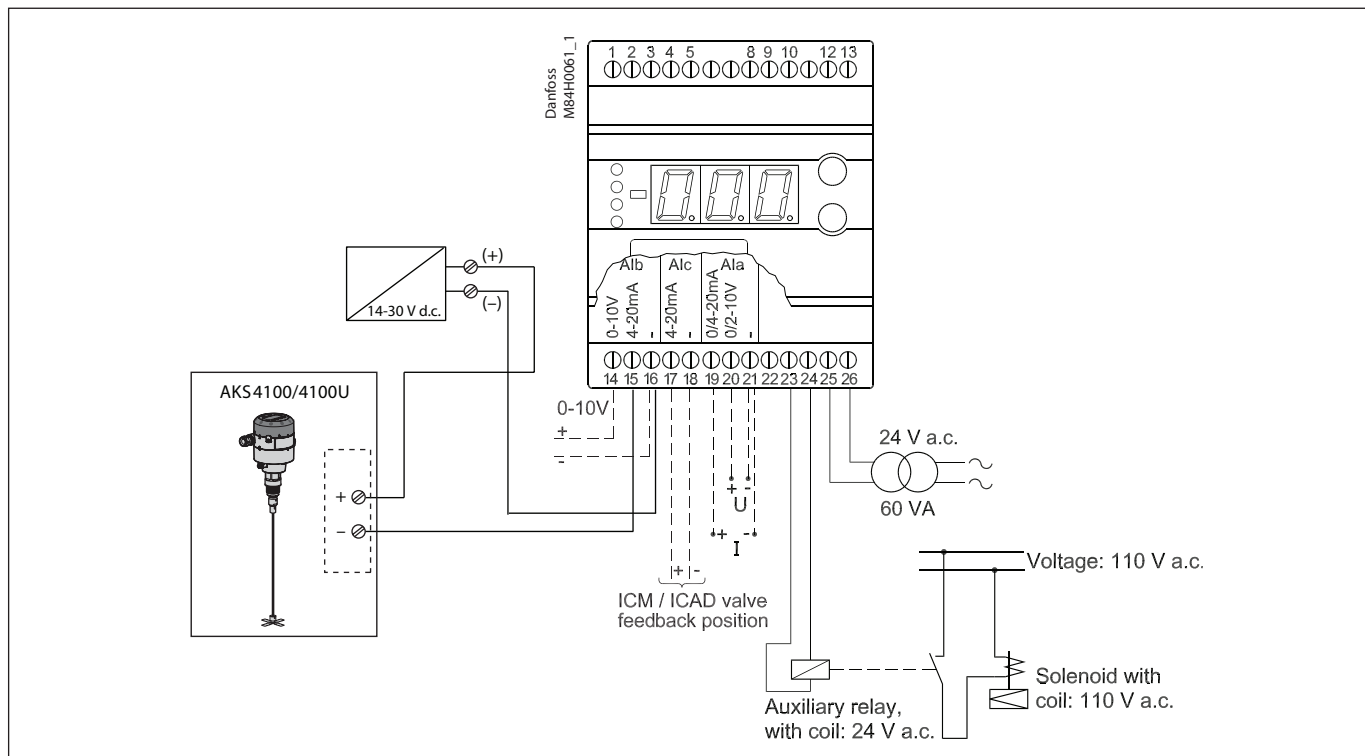 Danfoss
M84H0061_1
1 2 3 4 5 8 9 10 12 13
0 0 0
(+)
(−)
14-30 V d.c.
AIb AIc AIa
0-10V
4-20mA
-
4-20mA
-
0/4-20mA
0/2-10V
-
14 15 16 17 18 19 20 21 22 23 24 25 26
AKS4100/4100U
+
−
0-10V
+
-
+ -
U
+ -
I
+ -
ICM / ICAD valve
feedback position
24 V a.c.
60 VA
Voltage: 110 V a.c.
Solenoid with
coil: 110 V a.c.
Auxiliary relay,
with coil: 24 V a.c.